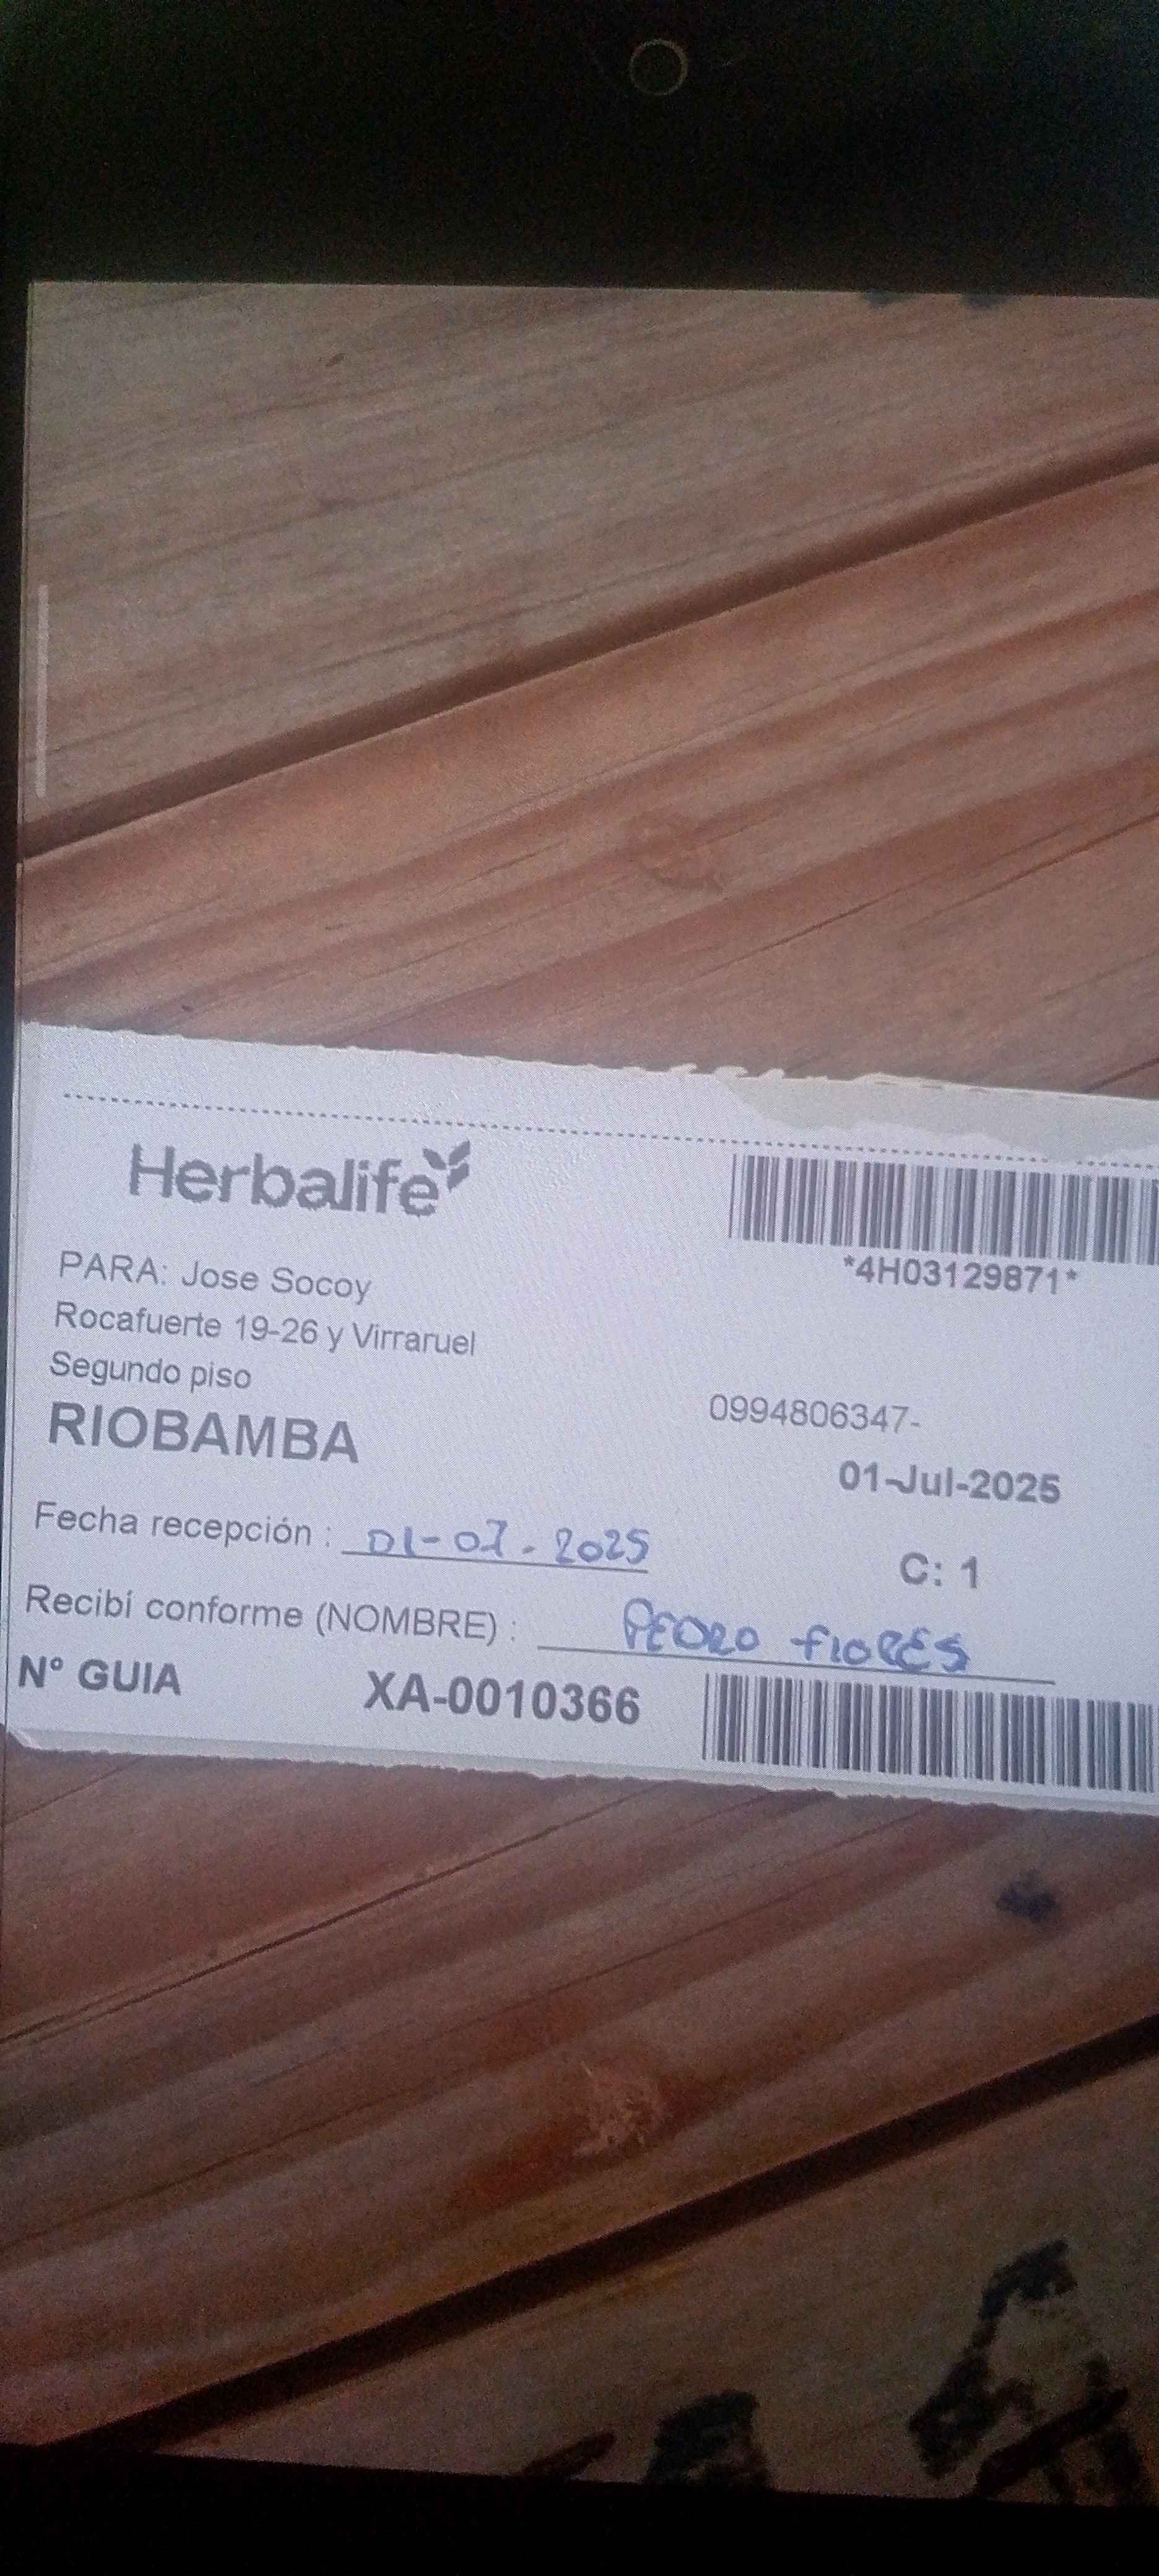 Herbalife
*4H03129871*
PARA: Jose Socoy
Rocafuerte 19-26 y Virraruel
Segundo piso
0994806347-
RIOBAMBA
01-Jul-2025
Fecha recepción : 01-07-2025
C: 1
Recibí conforme (NOMBRE) : PEDRO FLORES
Nº GUIA XA-0010366